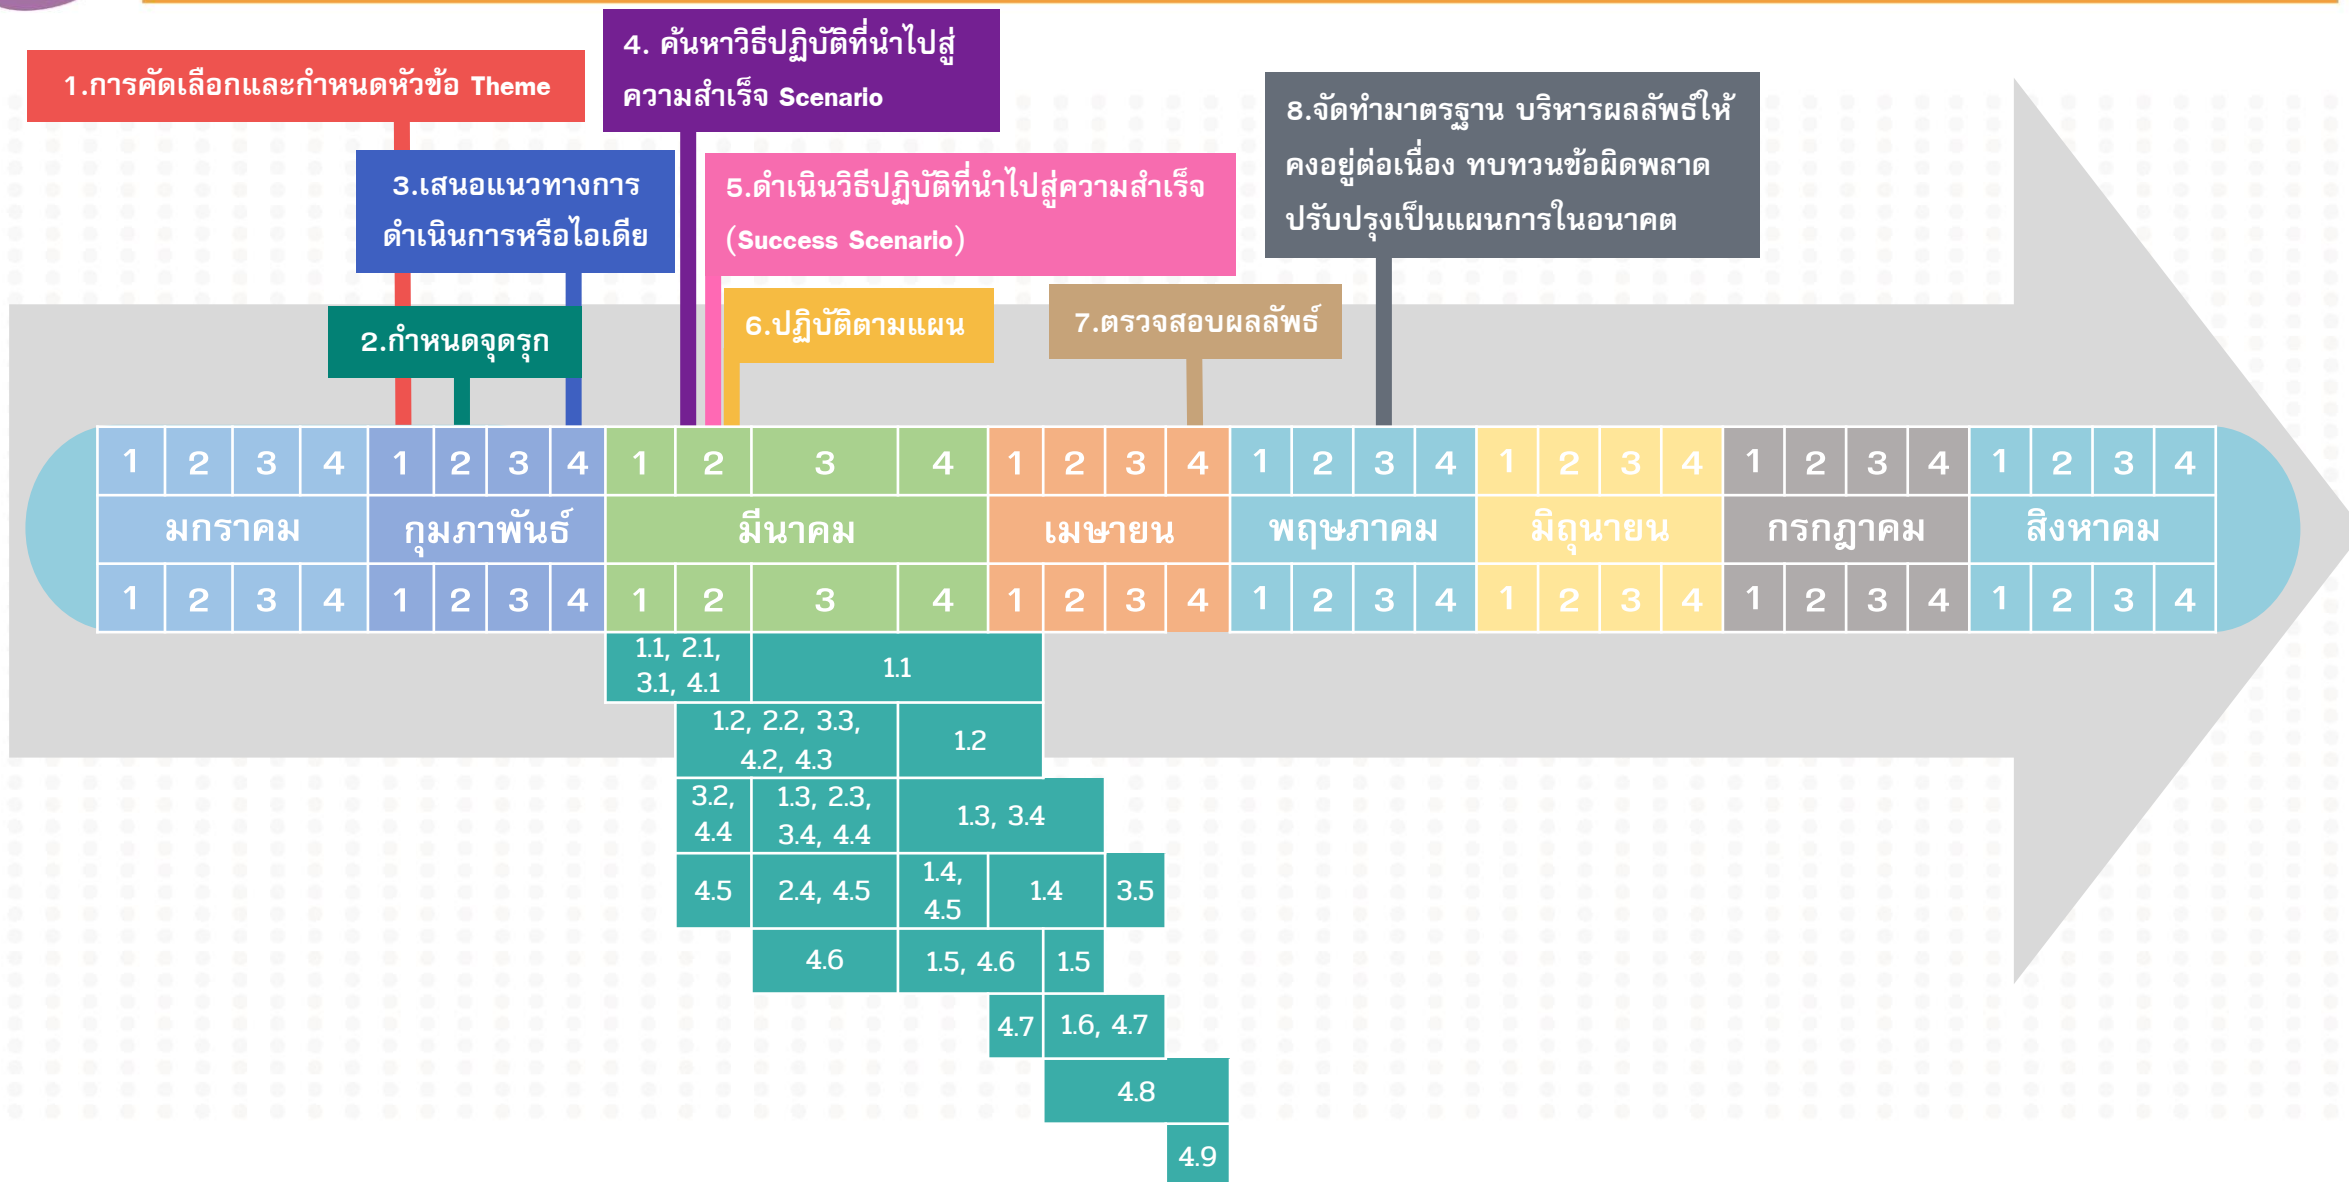 1.การคัดเลือกและกำหนดหัวข้อ Theme
4. ค้นหาวิธีปฏิบัติที่นำไปสู่
ความสำเร็จ Scenario
3.เสนอแนวทางการ
ดำเนินการหรือไอเดีย
5.ดำเนินวิธีปฏิบัติที่นำไปสู่ความสำเร็จ
(Success Scenario)
8.จัดทำมาตรฐาน บริหารผลลัพธ์ให้
คงอยู่ต่อเนื่อง ทบทวนข้อผิดพลาด
ปรับปรุงเป็นแผนการในอนาคต
2.กำหนดจุดรุก
6.ปฏิบัติตามแผน
7.ตรวจสอบผลลัพธ์
1 2 3 4 1 2 3 4 1 2 3 4 1 2 3 4 1 2 3 4 1 2 3 4 1 2 3 4 1 2 3 4
มกราคม กุมภาพันธ์ มีนาคม เมษายน พฤษภาคม มิถุนายน กรกฎาคม สิงหาคม
1 2 3 4 1 2 3 4 1 2 3 4 1 2 3 4 1 2 3 4 1 2 3 4 1 2 3 4 1 2 3 4
1.1, 2.1,
3.1, 4.1
1.1
1.2, 2.2, 3.3,
4.2, 4.3
1.2
3.2,
4.4
1.3, 2.3,
3.4, 4.4
1.3, 3.4
4.5
2.4, 4.5
1.4,
4.5
1.4
3.5
4.6
1.5, 4.6
1.5
4.7
1.6, 4.7
4.8
4.9